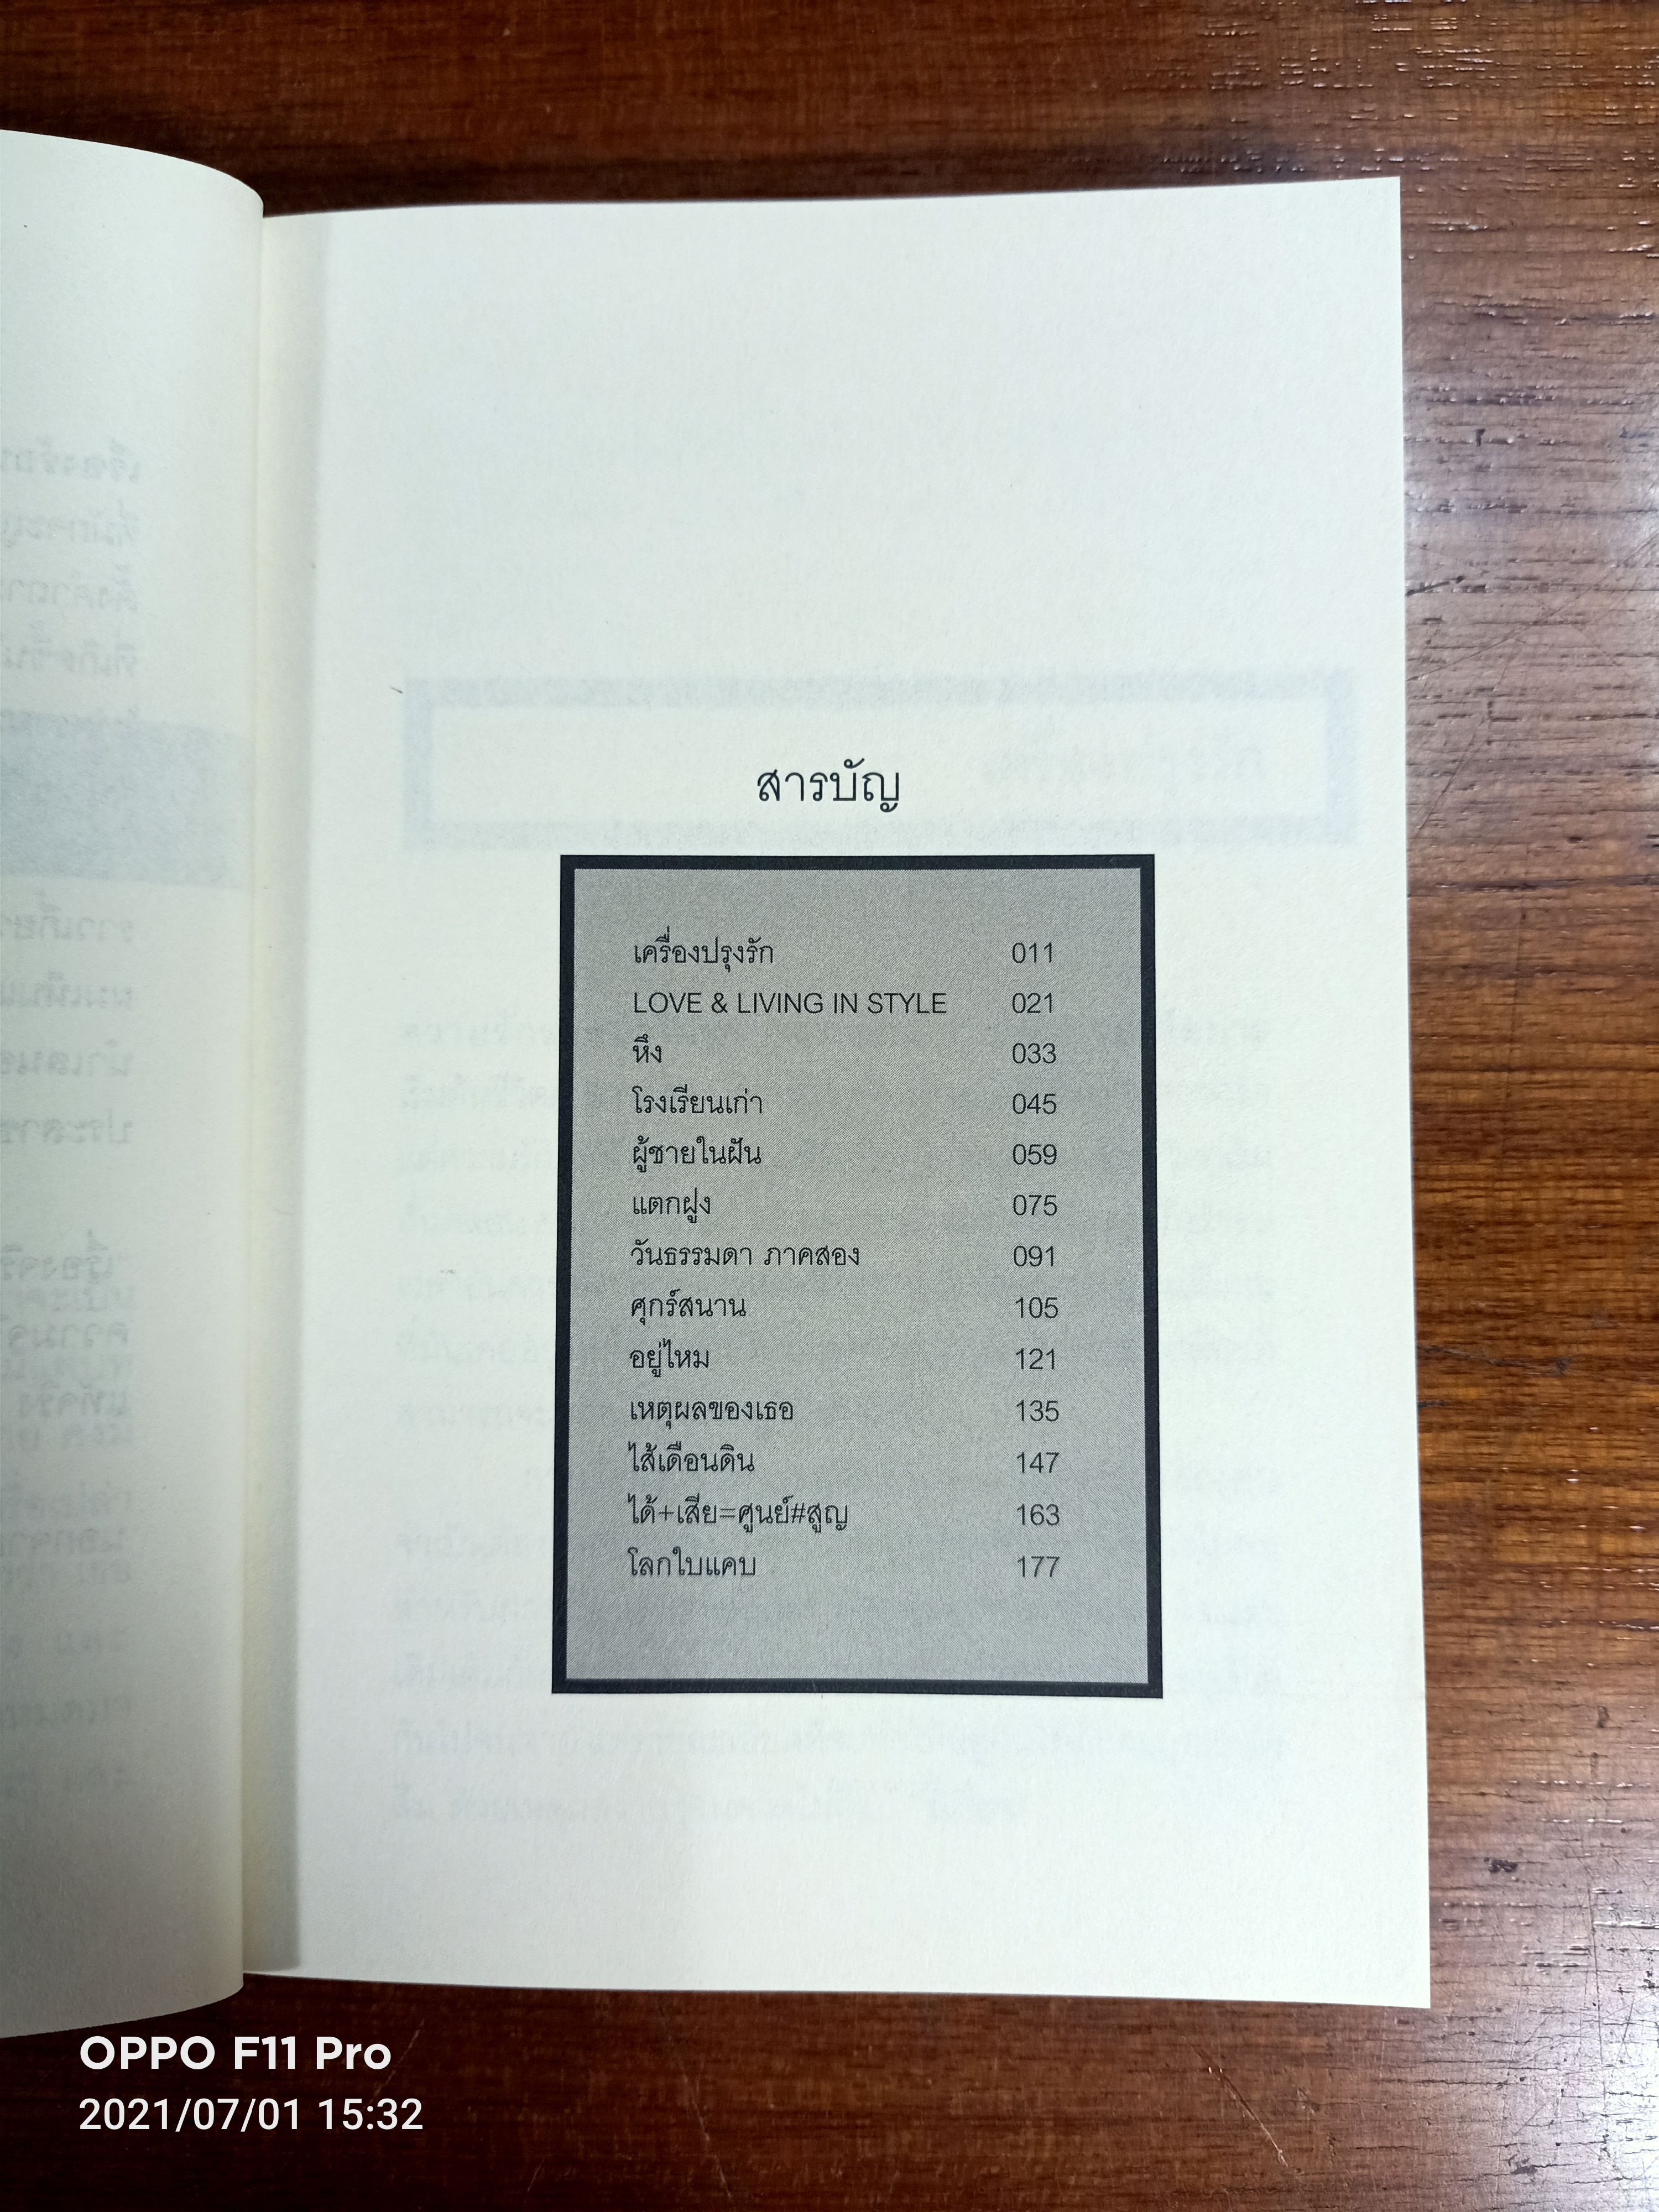 สารบัญ
เครื่องปรุงรัก 011
LOVE & LIVING IN STYLE 021
หึง 033
โรงเรียนเก่า 045
ผู้ชายในฝัน 059
แตกฝูง 075
วันธรรมดา ภาคสอง 091
ศุกร์สนาน 105
อยู่ไหม 121
เหตุผลของเธอ 135
ไส้เดือนดิน 147
ได้+เสีย=ศูนย์#สูญ 163
โลกใบแคบ 177
OPPO F11 Pro
2021/07/01 15:32